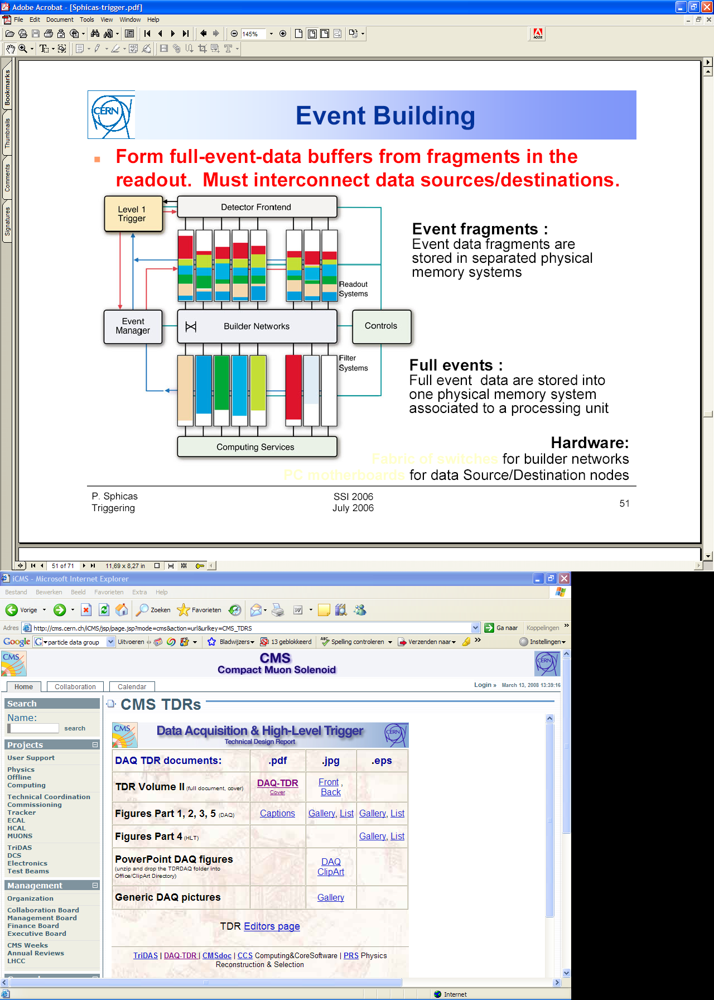 Adobe Acrobat - [Sphicas-trigger.pdf]
File Edit Document Tools View Window Help
145%
Adobe
Bookmarks
Thumbnails
Comments
Signatures
CERN
Event Building
Form full-event-data buffers from fragments in the
readout. Must interconnect data sources/destinations.
Level 1
Trigger
Detector Frontend
Readout
Systems
Event
Manager
Builder Networks
Controls
Filter
Systems
Computing Services
Event fragments :
Event data fragments are
stored in separated physical
memory systems
Full events :
Full event data are stored into
one physical memory system
associated to a processing unit
Hardware:
Fabric of switches for builder networks
PC motherboards for data Source/Destination nodes
P. Sphicas
Triggering
SSI 2006
July 2006
51
51 of 71 11,69 x 8,27 in
iCMS - Microsoft Internet Explorer
Bestand Bewerken Beeld Favorieten Extra Help
Vorige Zoeken Favorieten
Adres http://cms.cern.ch/iCMS/jsp/page.jsp?mode=cms&action=url&urlkey=CMS_TDRS Ga naar Koppelingen »
Google G particle data group Uitvoeren Bladwijzers 13 geblokkeerd ABC Spelling controleren Verzenden naar » Instellingen
CMS
CMS
Compact Muon Solenoid
CERN
Home Collaboration Calendar
Login » March 13, 2008 13:39:16
Search
Name:
search
Projects
User Support
Physics
Offline
Computing
Technical Coordination
Commissioning
Tracker
ECAL
HCAL
MUONS
TriDAS
DCS
Electronics
Test Beams
Management
Organization
Collaboration Board
Management Board
Finance Board
Executive Board
CMS Weeks
Annual Reviews
LHCC
CMS TDRs
CMS
Data Acquisition & High-Level Trigger
Technical Design Report
CERN
DAQ TDR documents: .pdf .jpg .eps
TDR Volume II (full document, cover) DAQ-TDR Cover Front , Back
Figures Part 1, 2, 3, 5 (DAQ) Captions Gallery, List Gallery, List
Figures Part 4 (HLT) Gallery, List
PowerPoint DAQ figures
(unzip and drop the TDRDAQ folder into
Office/ClipArt Directory)
DAQ
ClipArt
Generic DAQ pictures Gallery
TDR Editors page
TriDAS | DAQ-TDR | CMSdoc | CCS Computing&CoreSoftware | PRS Physics
Reconstruction & Selection
Internet